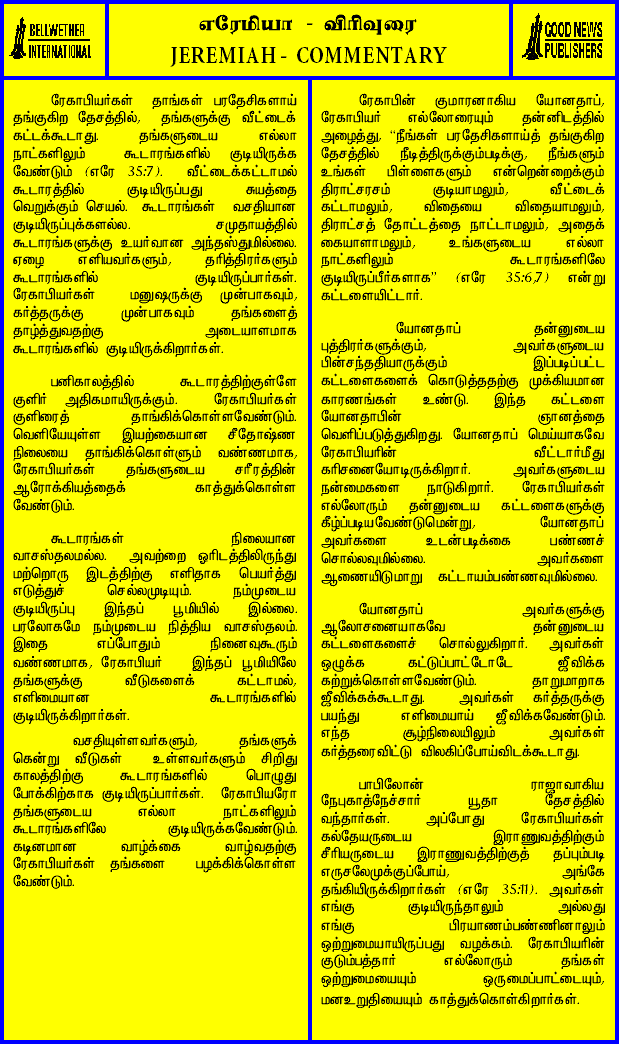 BELLWETHER
INTERNATIONAL
எரேமியா - விரிவுரை
JEREMIAH - COMMENTARY
GOOD NEWS
PUBLISHERS
ரேகாபியர்கள் தாங்கள் பரதேசிகளாய்
தங்குகிற தேசத்தில், தங்களுக்கு வீட்டைக்
கட்டக்கூடாது. தங்களுடைய எல்லா
நாட்களிலும் கூடாரங்களில் குடியிருக்க
வேண்டும் (எரே 35:7). வீட்டைக்கட்டாமல்
கூடாரத்தில் குடியிருப்பது சுயத்தை
வெறுக்கும் செயல். கூடாரங்கள் வசதியான
குடியிருப்புக்களல்ல. சமுதாயத்தில்
கூடாரங்களுக்கு உயர்வான அந்தஸ்துமில்லை.
ஏழை எளியவர்களும், தரித்திரர்களும்
கூடாரங்களில் குடியிருப்பார்கள்.
ரேகாபியர்கள் மனுஷருக்கு முன்பாகவும்,
கர்த்தருக்கு முன்பாகவும் தங்களைத்
தாழ்த்துவதற்கு அடையாளமாக
கூடாரங்களில் குடியிருக்கிறார்கள்.
பனிகாலத்தில் கூடாரத்திற்குள்ளே
குளிர் அதிகமாயிருக்கும். ரேகாபியர்கள்
குளிரைத் தாங்கிக்கொள்ளவேண்டும்.
வெளியேயுள்ள இயற்கையான சீதோஷ்ண
நிலையை தாங்கிக்கொள்ளும் வண்ணமாக,
ரேகாபியர்கள் தங்களுடைய சரீரத்தின்
ஆரோக்கியத்தைக் காத்துக்கொள்ள
வேண்டும்.
கூடாரங்கள் நிலையான
வாசஸ்தலமல்ல. அவற்றை ஓரிடத்திலிருந்து
மற்றொரு இடத்திற்கு எளிதாக பெயர்த்து
எடுத்துச் செல்லமுடியும். நம்முடைய
குடியிருப்பு இந்தப் பூமியில் இல்லை.
பரலோகமே நம்முடைய நித்திய வாசஸ்தலம்.
இதை எப்போதும் நினைவுகூரும்
வண்ணமாக, ரேகாபியர் இந்தப் பூமியிலே
தங்களுக்கு வீடுகளைக் கட்டாமல்,
எளிமையான கூடாரங்களில்
குடியிருக்கிறார்கள்.
வசதியுள்ளவர்களும், தங்களுக்
கென்று வீடுகள் உள்ளவர்களும் சிறிது
காலத்திற்கு கூடாரங்களில் பொழுது
போக்கிற்காக குடியிருப்பார்கள். ரேகாபியரோ
தங்களுடைய எல்லா நாட்களிலும்
கூடாரங்களிலே குடியிருக்கவேண்டும்.
கடினமான வாழ்க்கை வாழ்வதற்கு
ரேகாபியர்கள் தங்களை பழக்கிக்கொள்ள
வேண்டும்.
ரேகாபின் குமாரனாகிய யோனதாப்,
ரேகாபியர் எல்லோரையும் தன்னிடத்தில்
அழைத்து, "நீங்கள் பரதேசிகளாய்த் தங்குகிற
தேசத்தில் நீடித்திருக்கும்படிக்கு, நீங்களும்
உங்கள் பிள்ளைகளும் என்றென்றைக்கும்
திராட்சரசம் குடியாமலும், வீட்டைக்
கட்டாமலும், விதையை விதையாமலும்,
திராட்சத் தோட்டத்தை நாட்டாமலும், அதைக்
கையாளாமலும், உங்களுடைய எல்லா
நாட்களிலும் கூடாரங்களிலே
குடியிருப்பீர்களாக" (எரே 35:6,7) என்று
கட்டளையிட்டார்.
யோனதாப் தன்னுடைய
புத்திரர்களுக்கும், அவர்களுடைய
பின்சந்ததியாருக்கும் இப்படிப்பட்ட
கட்டளைகளைக் கொடுத்ததற்கு முக்கியமான
காரணங்கள் உண்டு. இந்த கட்டளை
யோனதாபின் ஞானத்தை
வெளிப்படுத்துகிறது. யோனதாப் மெய்யாகவே
ரேகாபியரின் வீட்டார்மீது
கரிசனையோடிருக்கிறார். அவர்களுடைய
நன்மைகளை நாடுகிறார். ரேகாபியர்கள்
எல்லோரும் தன்னுடைய கட்டளைகளுக்கு
கீழ்ப்படியவேண்டுமென்று, யோனதாப்
அவர்களை உடன்படிக்கை பண்ணச்
சொல்லவுமில்லை. அவர்களை
ஆணையிடுமாறு கட்டாயம்பண்ணவுமில்லை.
யோனதாப் அவர்களுக்கு
ஆலோசனையாகவே தன்னுடைய
கட்டளைகளைச் சொல்லுகிறார். அவர்கள்
ஒழுக்க கட்டுப்பாட்டோடே ஜீவிக்க
கற்றுக்கொள்ளவேண்டும். தாறுமாறாக
ஜீவிக்கக்கூடாது. அவர்கள் கர்த்தருக்கு
பயந்து எளிமையாய் ஜீவிக்கவேண்டும்.
எந்த சூழ்நிலையிலும் அவர்கள்
கர்த்தரைவிட்டு விலகிப்போய்விடக்கூடாது.
பாபிலோன் ராஜாவாகிய
நேபுகாத்நேச்சார் யூதா தேசத்தில்
வந்தார்கள். அப்போது ரேகாபியர்கள்
கல்தேயருடைய இராணுவத்திற்கும்
சீரியருடைய இராணுவத்திற்குத் தப்பும்படி
எருசலேமுக்குப்போய், அங்கே
தங்கியிருக்கிறார்கள் (எரே 35:11). அவர்கள்
எங்கு குடியிருந்தாலும் அல்லது
எங்கு பிரயாணம்பண்ணினாலும்
ஒற்றுமையாயிருப்பது வழக்கம். ரேகாபியரின்
குடும்பத்தார் எல்லோரும் தங்கள்
ஒற்றுமையையும் ஒருமைப்பாட்டையும்,
மனஉறுதியையும் காத்துக்கொள்கிறார்கள்.